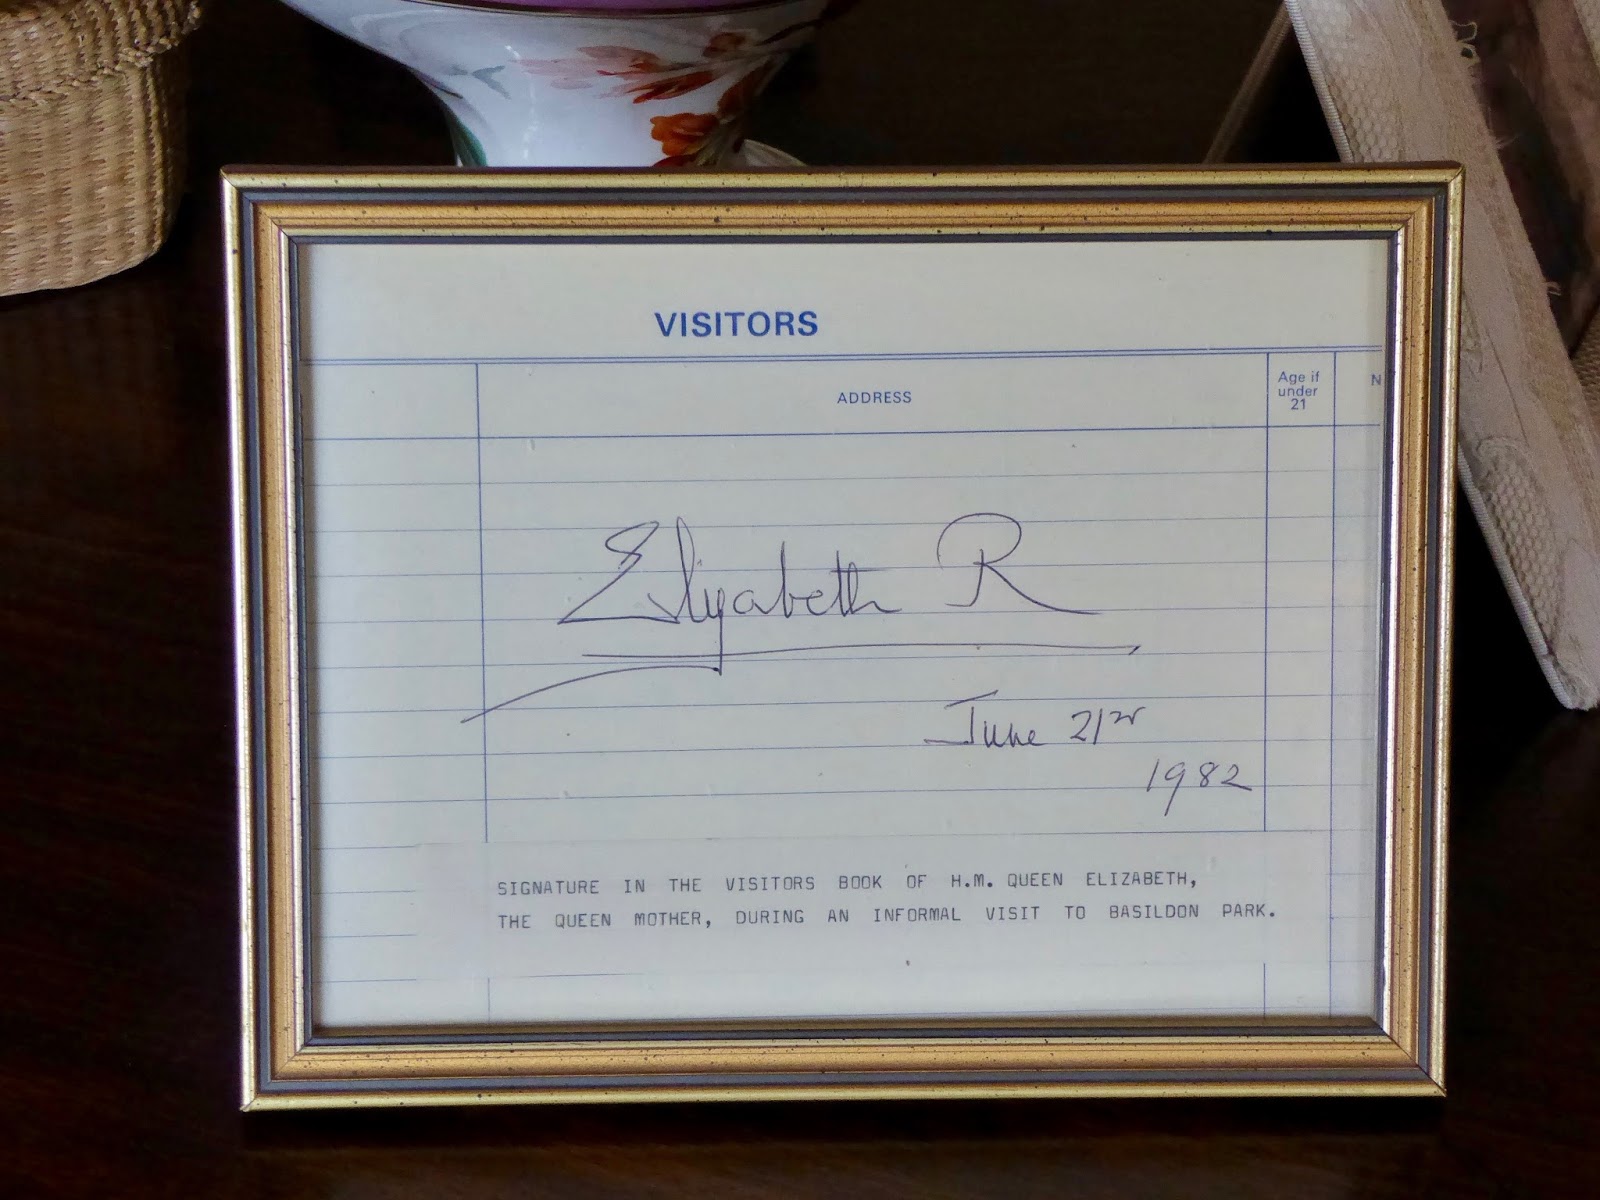 VISITORS
ADDRESS
Age if
under
21
N
Elizabeth R
June 21st
1982
SIGNATURE IN THE VISITORS BOOK OF H.M. QUEEN ELIZABETH,
THE QUEEN MOTHER, DURING AN INFORMAL VISIT TO BASILDON PARK.